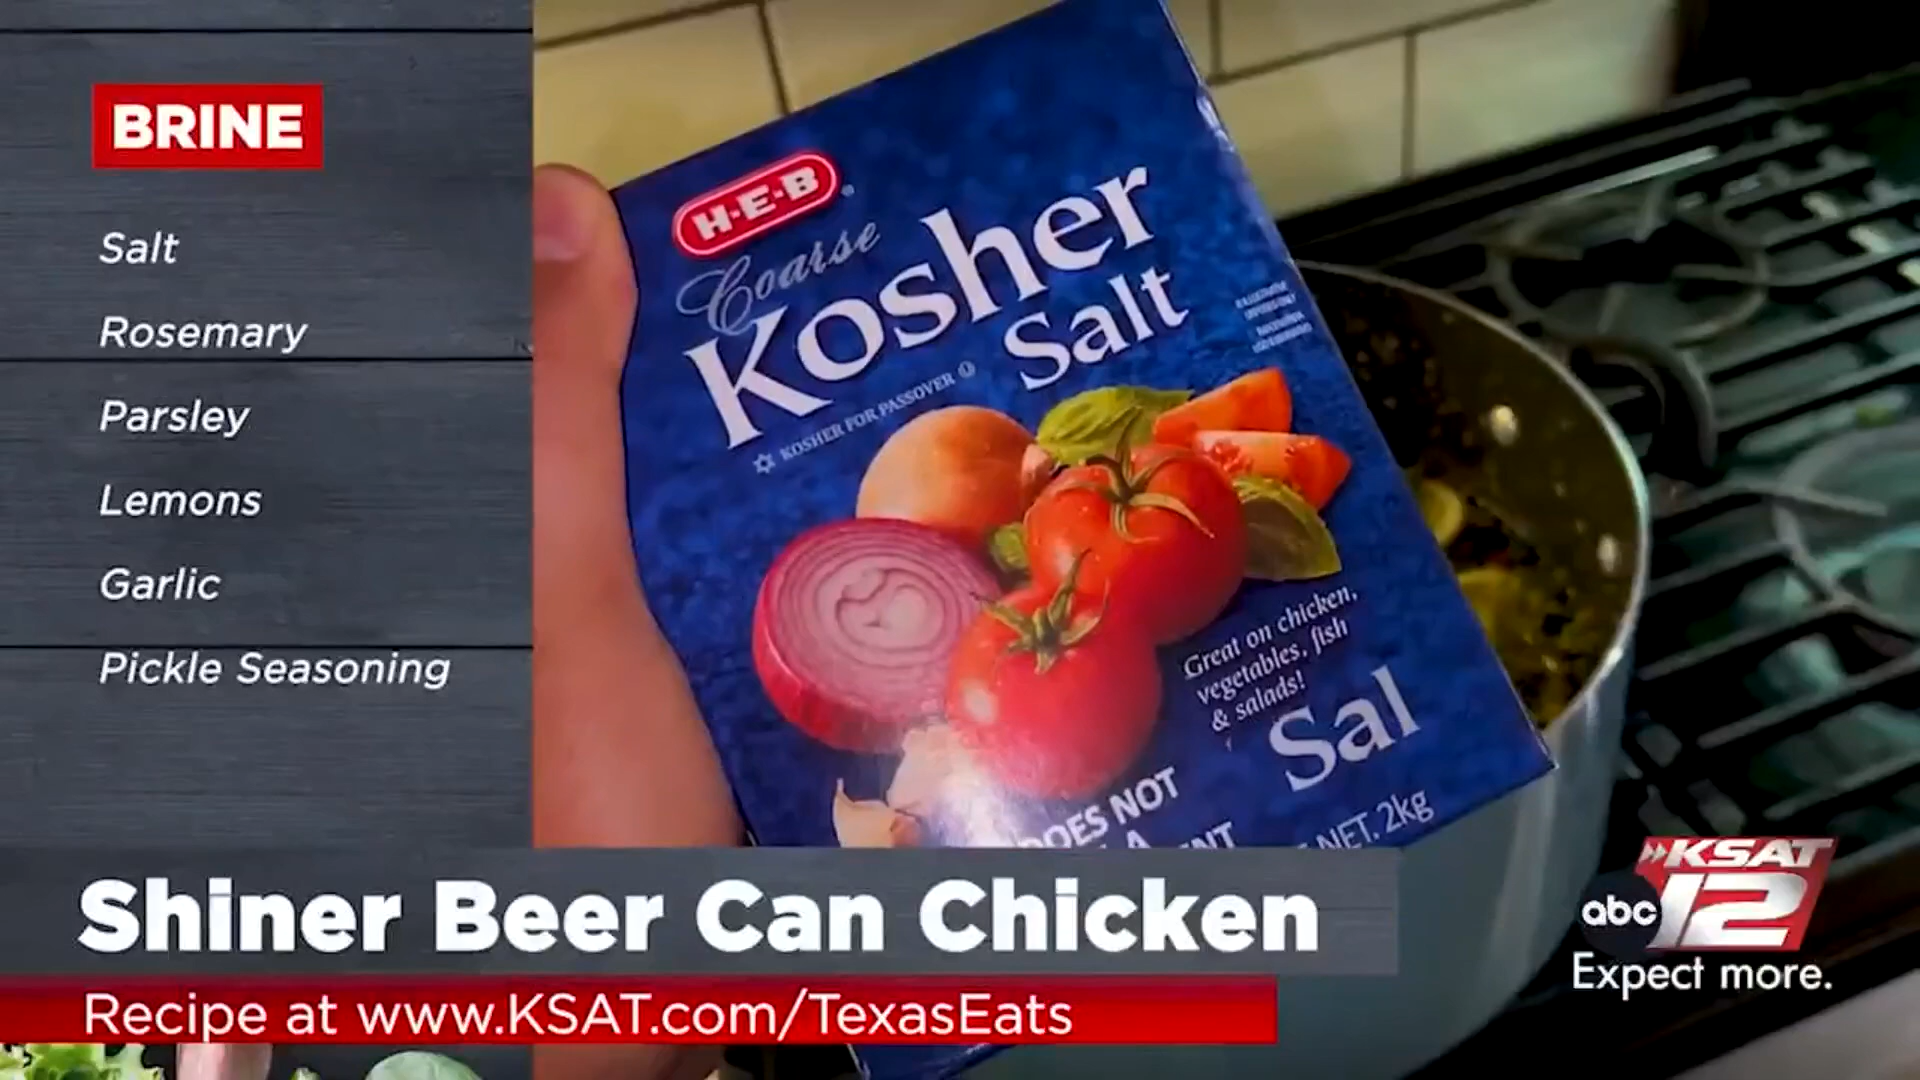 BRINE
Salt
Rosemary
Parsley
Lemons
Garlic
Pickle Seasoning
H-E-B
Coarse
Kosher
Salt
KOSHER FOR PASSOVER
Great on chicken,
vegetables, fish
& salads!
Sal
DOES NOT
A
NET. 2kg
Shiner Beer Can Chicken
Recipe at www.KSAT.com/TexasEats
KSAT
abc 12
Expect more.